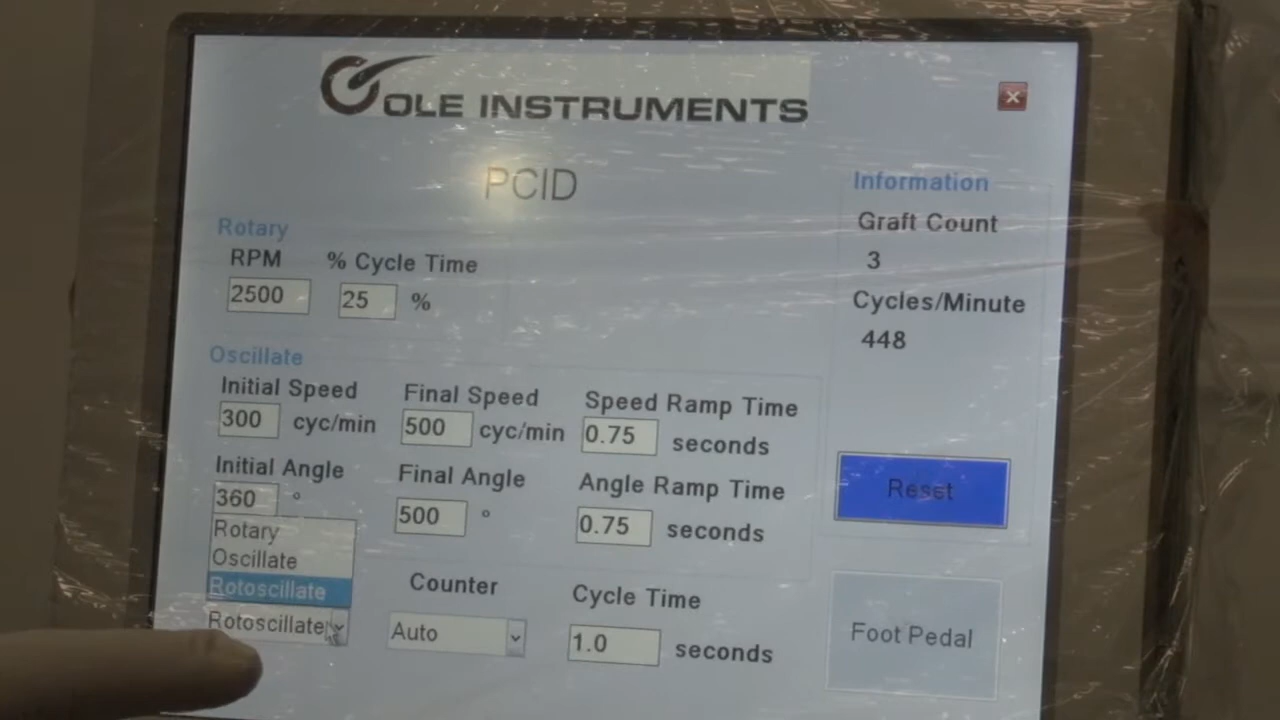 COLE INSTRUMENTS
PCID
Information
Rotary
Graft Count
RPM % Cycle Time
3
2500 25 %
Cycles/Minute
448
Oscillate
Initial Speed Final Speed Speed Ramp Time
300 cyc/min 500 cyc/min 0.75 seconds
Initial Angle Final Angle Angle Ramp Time
360 ° 500 ° 0.75 seconds
Reset
Rotary
Oscillate
Rotoscillate
Counter Cycle Time
Rotoscillate Auto 1.0 seconds
Foot Pedal